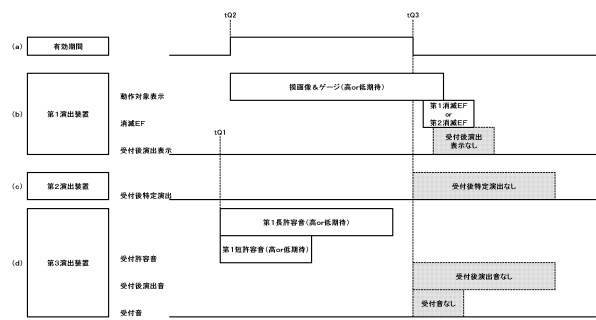 tQ2
tQ3
(a)
有効期間
(b)
第1演出装置
動作対象表示
操画像＆ゲージ(高or低期待)
消滅EF
第1消滅EF
or
第2消滅EF
受付後演出表示
受付後演出
表示なし
tQ1
(c)
第2演出装置
受付後特定演出
受付後特定演出なし
(d)
第3演出装置
受付許容音
第1長許容音(高or低期待)
第1短許容音(高or低期待)
受付後演出音
受付後演出音なし
受付音
受付音なし